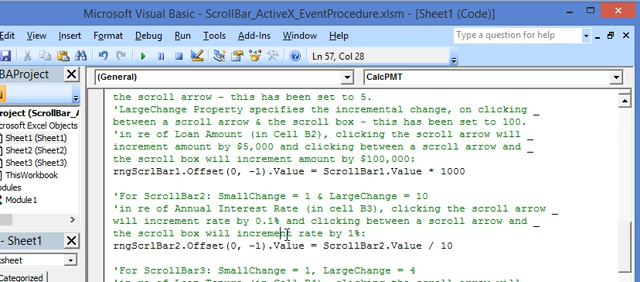 Microsoft Visual Basic - ScrollBar_ActiveX_EventProcedure.xlsm - [Sheet1 (Code)]
Edit View Insert Format Debug Run Tools Add-Ins Window Help Type a question for help
Ln 57, Col 28
(General) CalcPMT
- Sheet1
Categorized
Sheet1 (Sheet1)
Sheet2 (Sheet2)
Sheet3 (Sheet3)
ThisWorkbook
Module1
the scroll arrow - this has been set to 5.
'LargeChange Property specifies the incremental change, on clicking _
between a scroll arrow & the scroll box - this has been set to 100.
'in re of Loan Amount (in Cell B2), clicking the scroll arrow will _
increment amount by $5,000 and clicking between a scroll arrow and _
the scroll box will increment amount by $100,000:
rngScrlBar1.Offset(0, -1).Value = ScrollBar1.Value * 1000
'For ScrollBar2: SmallChange = 1 & LargeChange = 10
'in re of Annual Interest Rate (in cell B3), clicking the scroll arrow _
will increment rate by 0.1% and clicking between a scroll arrow and _
the scroll box will increment rate by 1%:
rngScrlBar2.Offset(0, -1).Value = ScrollBar2.Value / 10
'For ScrollBar3: SmallChange = 1, LargeChange = 4